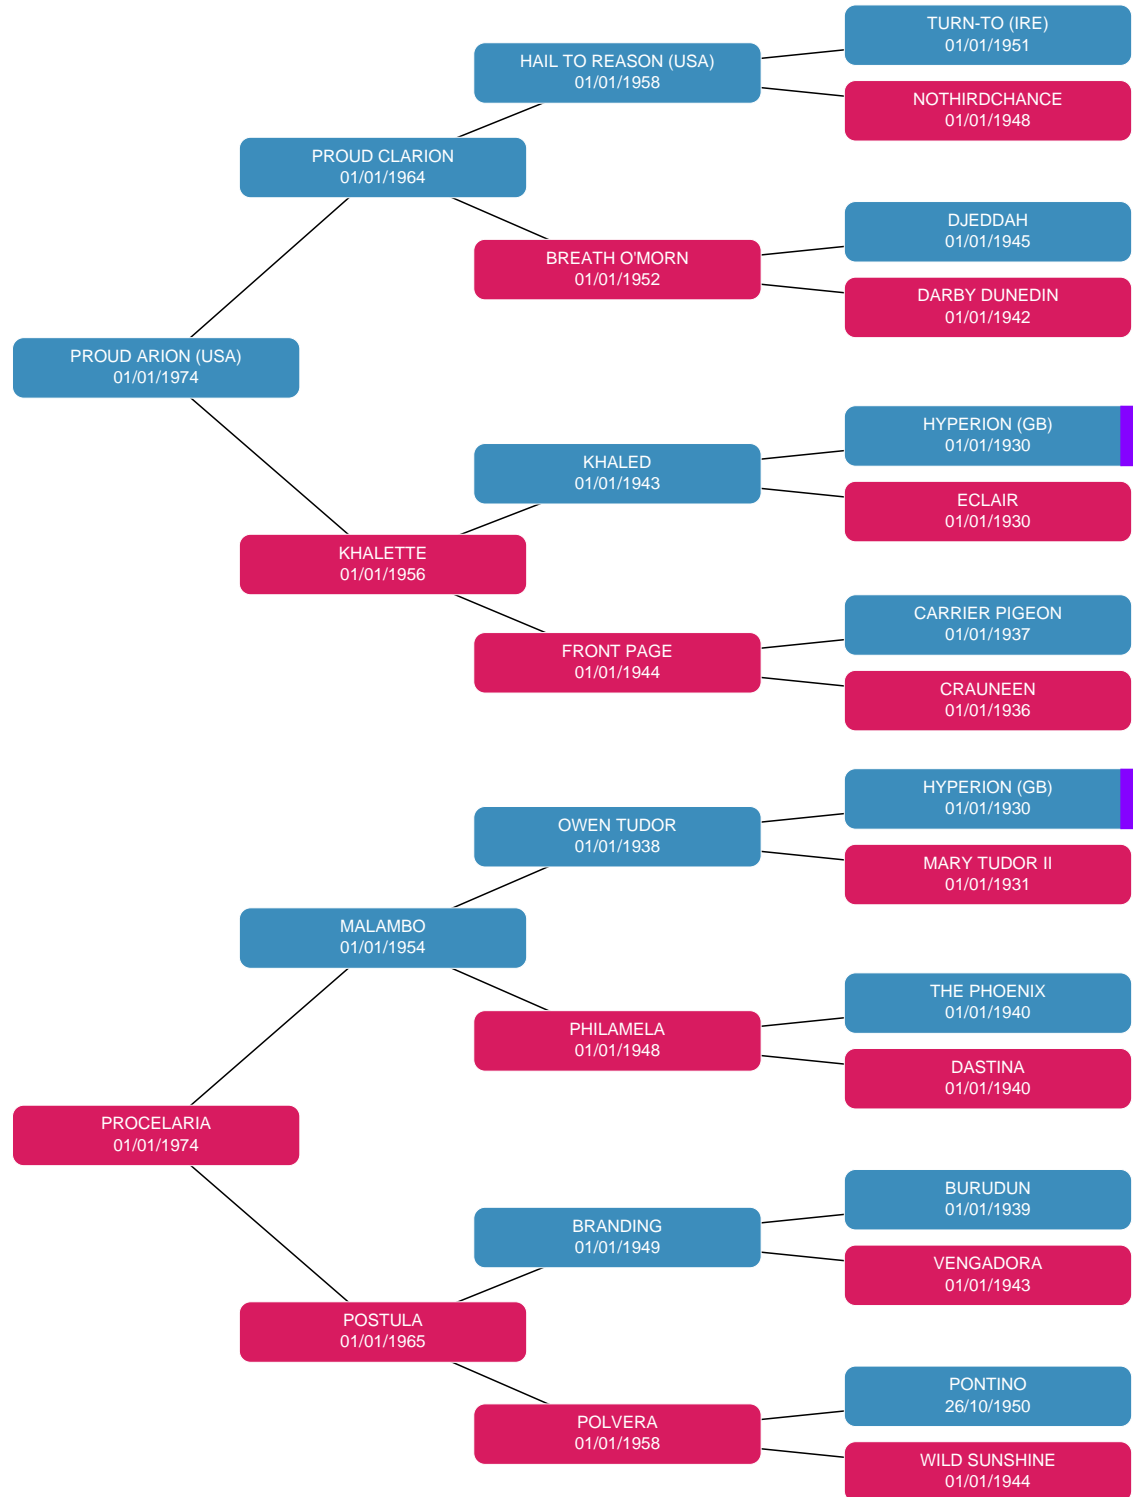 TURN-TO (IRE)
01/01/1951
HAIL TO REASON (USA)
01/01/1958
NOTHIRDCHANCE
01/01/1948
PROUD CLARION
01/01/1964
DJEDDAH
01/01/1945
BREATH O'MORN
01/01/1952
DARBY DUNEDIN
01/01/1942
PROUD ARION (USA)
01/01/1974
HYPERION (GB)
01/01/1930
KHALED
01/01/1943
ECLAIR
01/01/1930
KHALETTE
01/01/1956
CARRIER PIGEON
01/01/1937
FRONT PAGE
01/01/1944
CRAUNEEN
01/01/1936
HYPERION (GB)
01/01/1930
OWEN TUDOR
01/01/1938
MARY TUDOR II
01/01/1931
MALAMBO
01/01/1954
THE PHOENIX
01/01/1940
PHILAMELA
01/01/1948
DASTINA
01/01/1940
PROCELARIA
01/01/1974
BURUDUN
01/01/1939
BRANDING
01/01/1949
VENGADORA
01/01/1943
POSTULA
01/01/1965
PONTINO
26/10/1950
POLVERA
01/01/1958
WILD SUNSHINE
01/01/1944